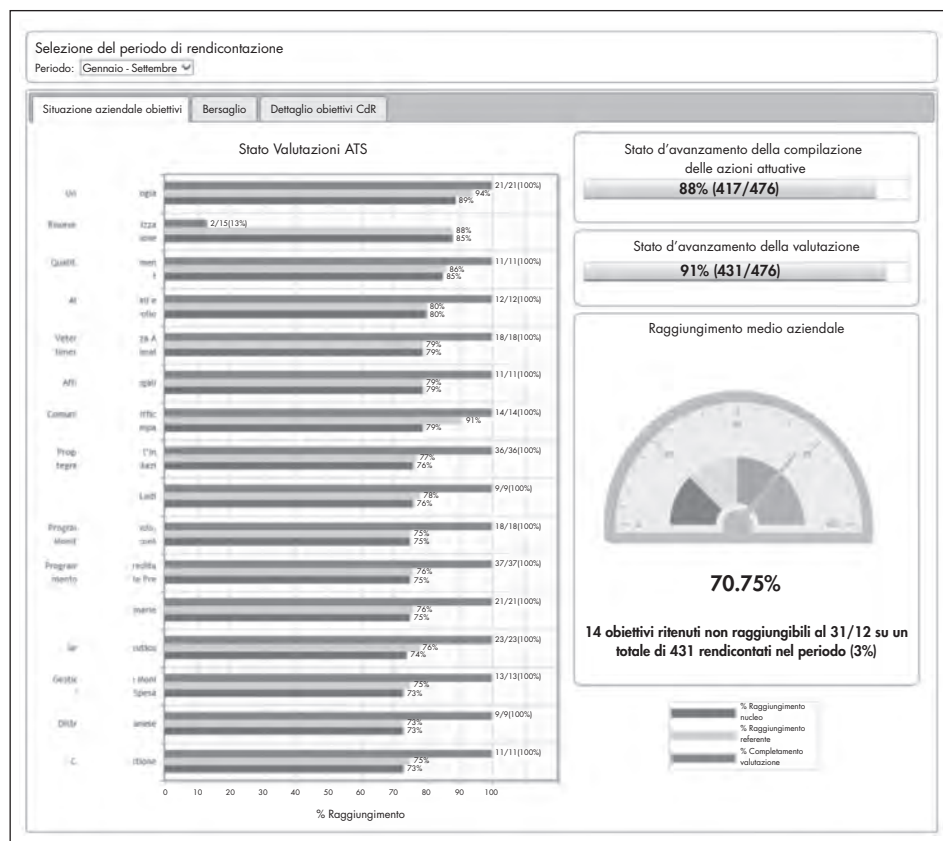 Selezione del periodo di rendicontazione
Periodo: Gennaio - Settembre
Situazione aziendale obiettivi
Bersaglio
Dettaglio obiettivi CdR
Stato Valutazioni ATS
21/21(100%)
94%
89%
2/15(13%)
88%
85%
11/11(100%)
86%
85%
12/12(100%)
80%
80%
18/18(100%)
79%
79%
11/11(100%)
79%
79%
14/14(100%)
91%
79%
36/36(100%)
77%
76%
Lodi
9/9(100%)
78%
76%
18/18(100%)
75%
75%
37/37(100%)
76%
75%
21/21(100%)
76%
75%
23/23(100%)
76%
74%
13/13(100%)
75%
Spesa
73%
9/9(100%)
73%
73%
11/11(100%)
75%
73%
0 10 20 30 40 50 60 70 80 90 100
% Raggiungimento
Stato d'avanzamento della compilazione
delle azioni attuative
88% (417/476)
Stato d'avanzamento della valutazione
91% (431/476)
Raggiungimento medio aziendale
70.75%
14 obiettivi ritenuti non raggiungibili al 31/12 su un
totale di 431 rendicontati nel periodo (3%)
% Raggiungimento
nucleo
% Raggiungimento
referente
% Completamento
valutazione